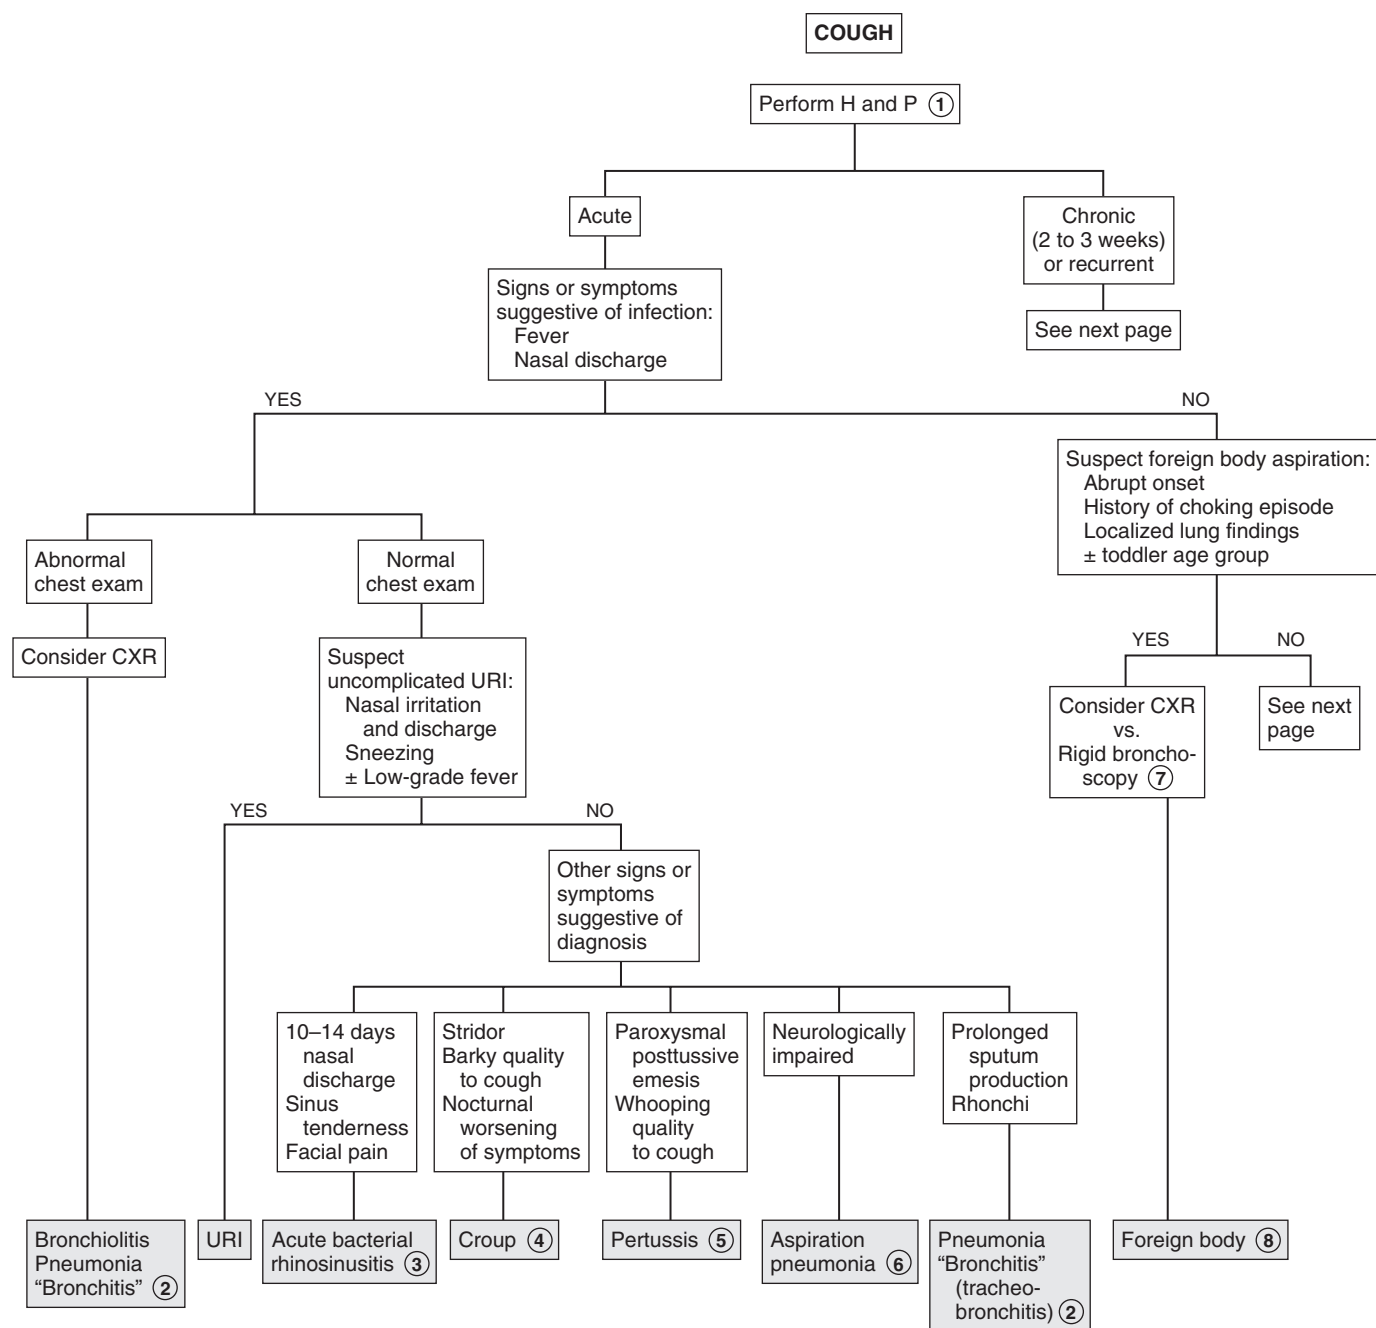 COUGH
Perform H and P ①
Acute
Chronic
(2 to 3 weeks)
or recurrent
Signs or symptoms
suggestive of infection:
Fever
Nasal discharge
See next page
YES
NO
Suspect foreign body aspiration:
Abrupt onset
History of choking episode
Localized lung findings
± toddler age group
Abnormal
chest exam
Normal
chest exam
Consider CXR
Suspect
uncomplicated URI:
Nasal irritation
and discharge
Sneezing
± Low-grade fever
YES
NO
Consider CXR
vs.
Rigid broncho-
scopy ⑦
See next
page
YES
NO
Other signs or
symptoms
suggestive of
diagnosis
10–14 days
nasal
discharge
Sinus
tenderness
Facial pain
Stridor
Barky quality
to cough
Nocturnal
worsening
of symptoms
Paroxysmal
posttussive
emesis
Whooping
quality
to cough
Neurologically
impaired
Prolonged
sputum
production
Rhonchi
Bronchiolitis
Pneumonia
“Bronchitis” ②
URI
Acute bacterial
rhinosinusitis ③
Croup ④
Pertussis ⑤
Aspiration
pneumonia ⑥
Pneumonia
“Bronchitis”
(tracheo-
bronchitis) ②
Foreign body ⑧